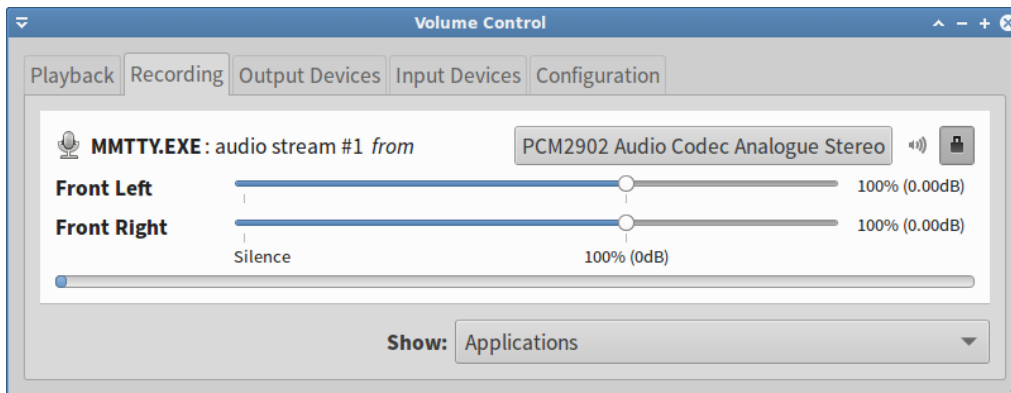 Volume Control
Playback Recording Output Devices Input Devices Configuration
MMTTY.EXE : audio stream #1 from PCM2902 Audio Codec Analogue Stereo
Front Left 100% (0.00dB)
Front Right 100% (0.00dB)
Silence 100% (0dB)
Show: Applications